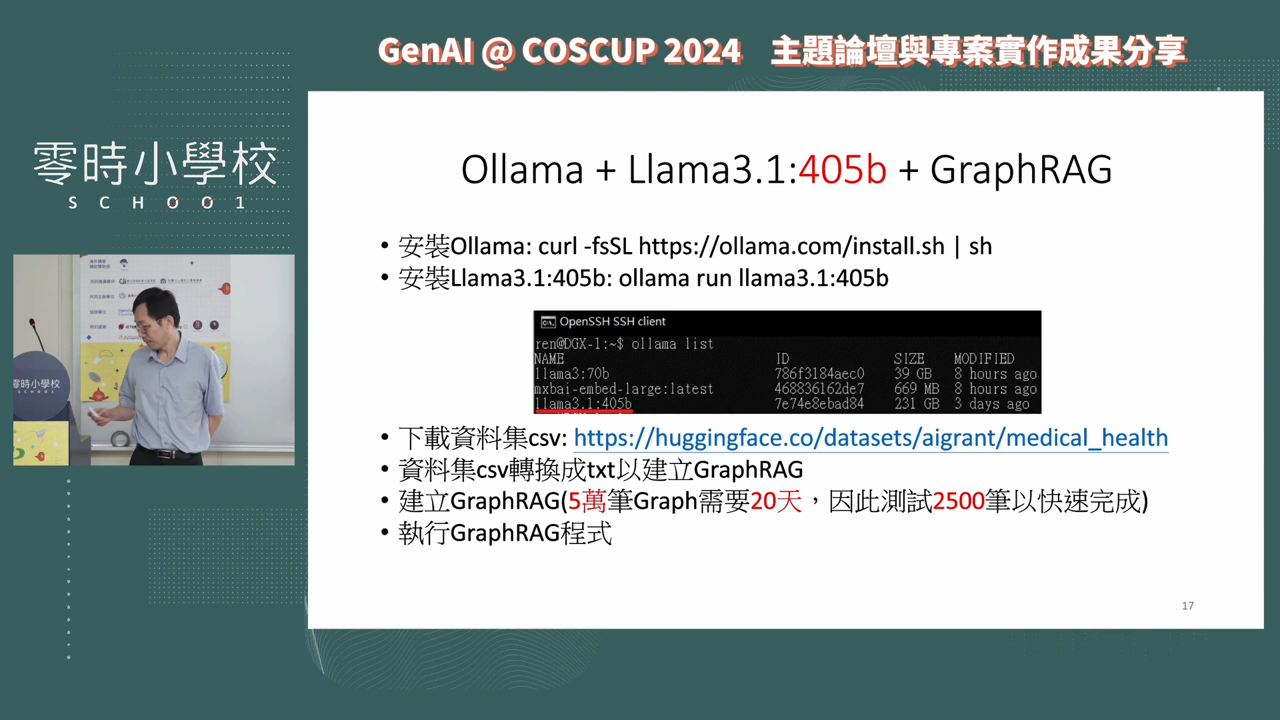 GenAI @ COSCUP 2024 主題論壇與專案實作成果分享
零時小學校
SCHOO1
零時小學校
Ollama + Llama3.1:405b + GraphRAG
• 安裝Ollama: curl -fsSL https://ollama.com/install.sh | sh
• 安裝Llama3.1:405b: ollama run llama3.1:405b
OpenSSH SSH client
ren@DGX-1:~$ ollama list
NAME ID SIZE MODIFIED
llama3:70b 786f3184aec0 39 GB 8 hours ago
mxbai-embed-large:latest 468836162de7 669 MB 8 hours ago
llama3.1:405b 7e74e8ebad84 231 GB 3 days ago
• 下載資料集csv: https://huggingface.co/datasets/aigrant/medical_health
• 資料集csv轉換成txt以建立GraphRAG
• 建立GraphRAG(5萬筆Graph需要20天，因此測試2500筆以快速完成)
• 執行GraphRAG程式
17